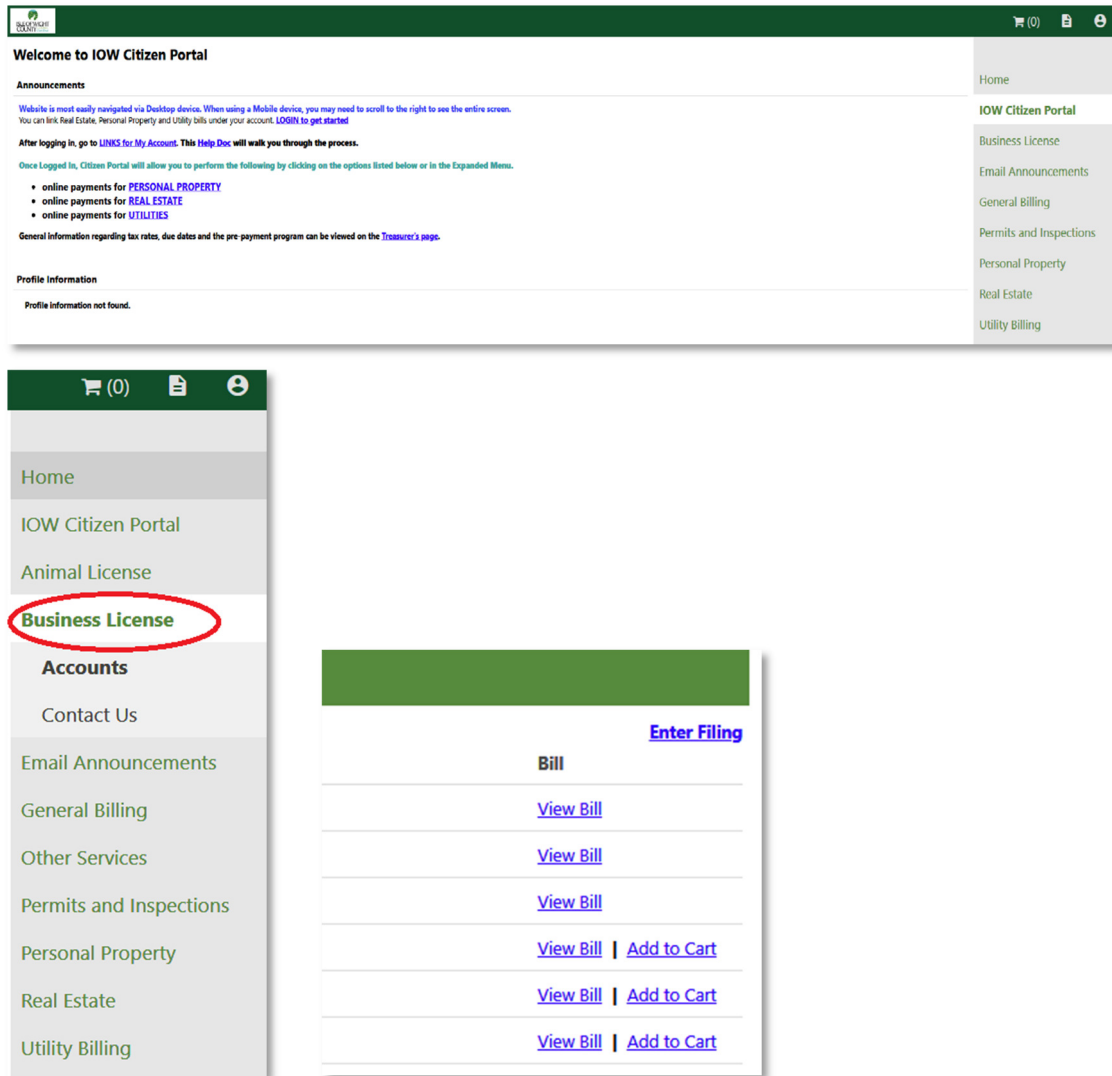 ISLE OF WIGHT
COUNTY
(0)
Welcome to IOW Citizen Portal
Announcements
Website is most easily navigated via Desktop device. When using a Mobile device, you may need to scroll to the right to see the entire screen.
You can link Real Estate, Personal Property and Utility bills under your account. LOGIN to get started
After logging in, go to LINKS for My Account. This Help Doc will walk you through the process.
Once Logged In, Citizen Portal will allow you to perform the following by clicking on the options listed below or in the Expanded Menu.
• online payments for PERSONAL PROPERTY
• online payments for REAL ESTATE
• online payments for UTILITIES
General information regarding tax rates, due dates and the pre-payment program can be viewed on the Treasurer's page.
Profile Information
Profile information not found.
Home
IOW Citizen Portal
Business License
Email Announcements
General Billing
Permits and Inspections
Personal Property
Real Estate
Utility Billing
(0)
Home
IOW Citizen Portal
Animal License
Business License
Accounts
Contact Us
Email Announcements
General Billing
Other Services
Permits and Inspections
Personal Property
Real Estate
Utility Billing
Enter Filing
Bill
View Bill
View Bill
View Bill
View Bill | Add to Cart
View Bill | Add to Cart
View Bill | Add to Cart